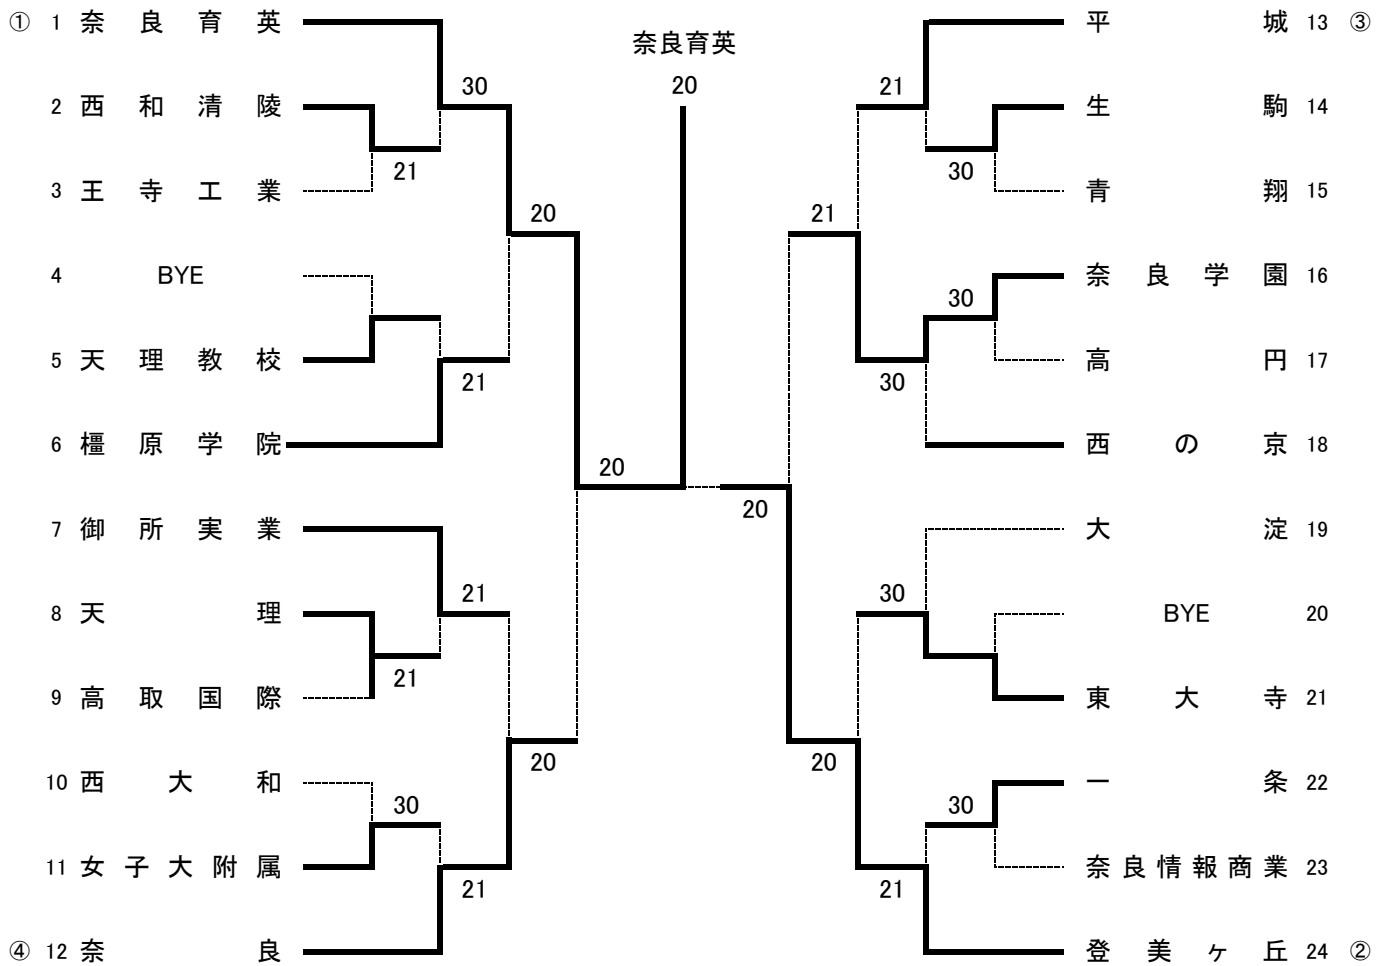 奈良育英
20
① 1 奈良育英
30
2 西和清陵
21
3 王寺工業
20
4 BYE
5 天理教校
21
6 橿原学院
20
7 御所実業
21
8 天理
21
9 高取国際
20
10 西大和
30
11 女子大附属
21
④ 12 奈良
平城 13 ③
21
生駒 14
30
青翔 15
21
奈良学園 16
30
高円 17
30
西の京 18
20
大淀 19
30
BYE 20
東大寺 21
20
一条 22
30
奈良情報商業 23
21
登美ヶ丘 24 ②